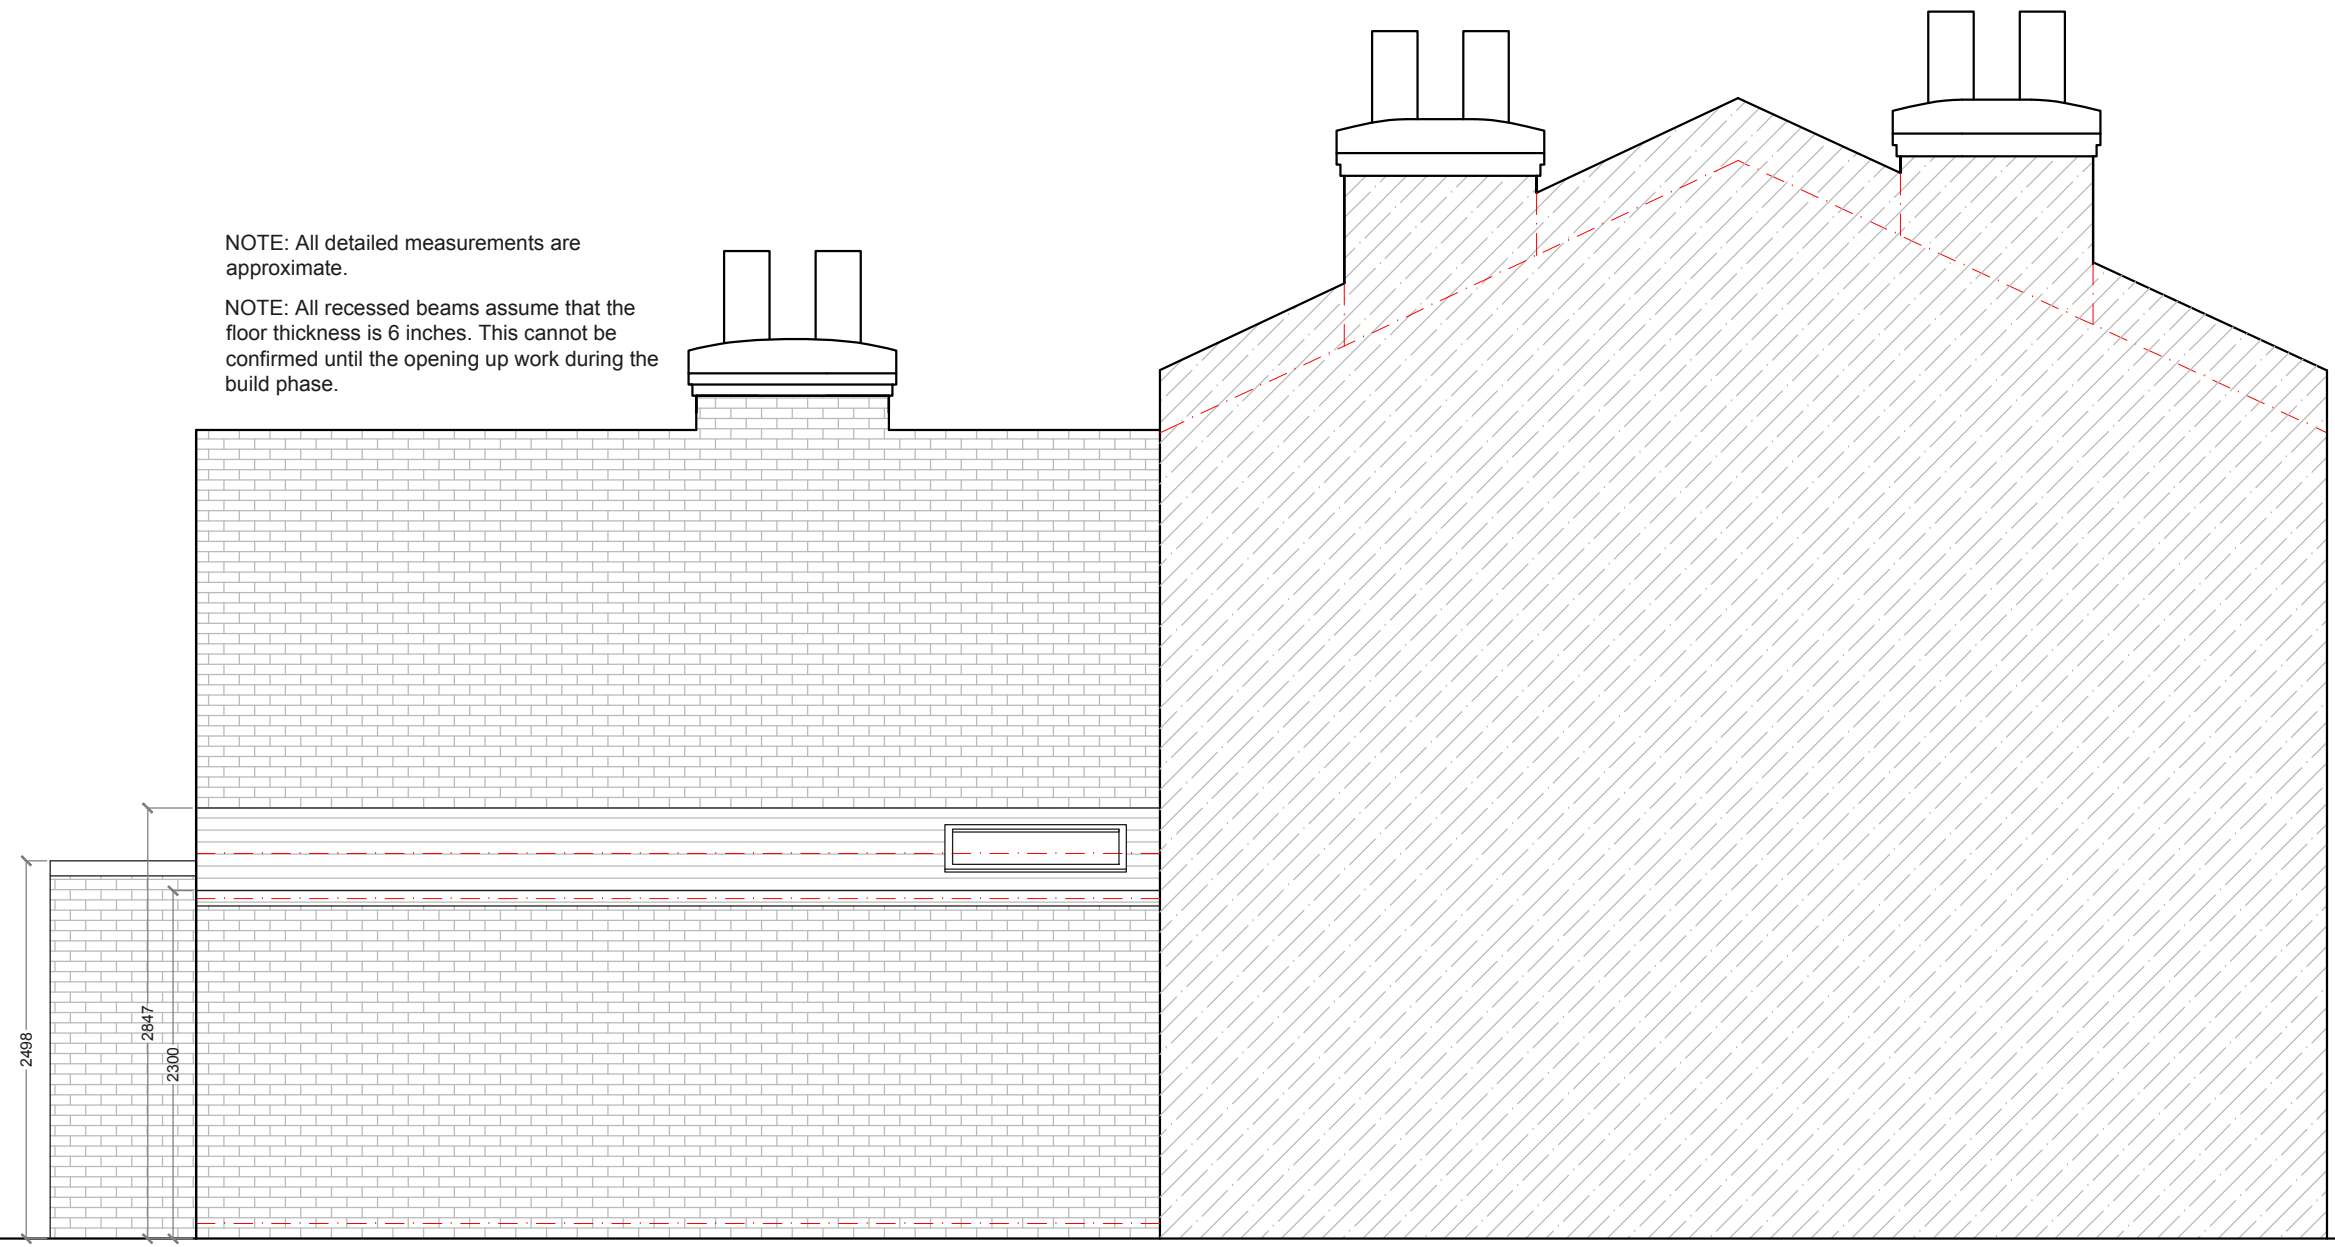 NOTE: All detailed measurements are
approximate.
NOTE: All recessed beams assume that the
floor thickness is 6 inches. This cannot be
confirmed until the opening up work during the
build phase.
2498
2847
2300